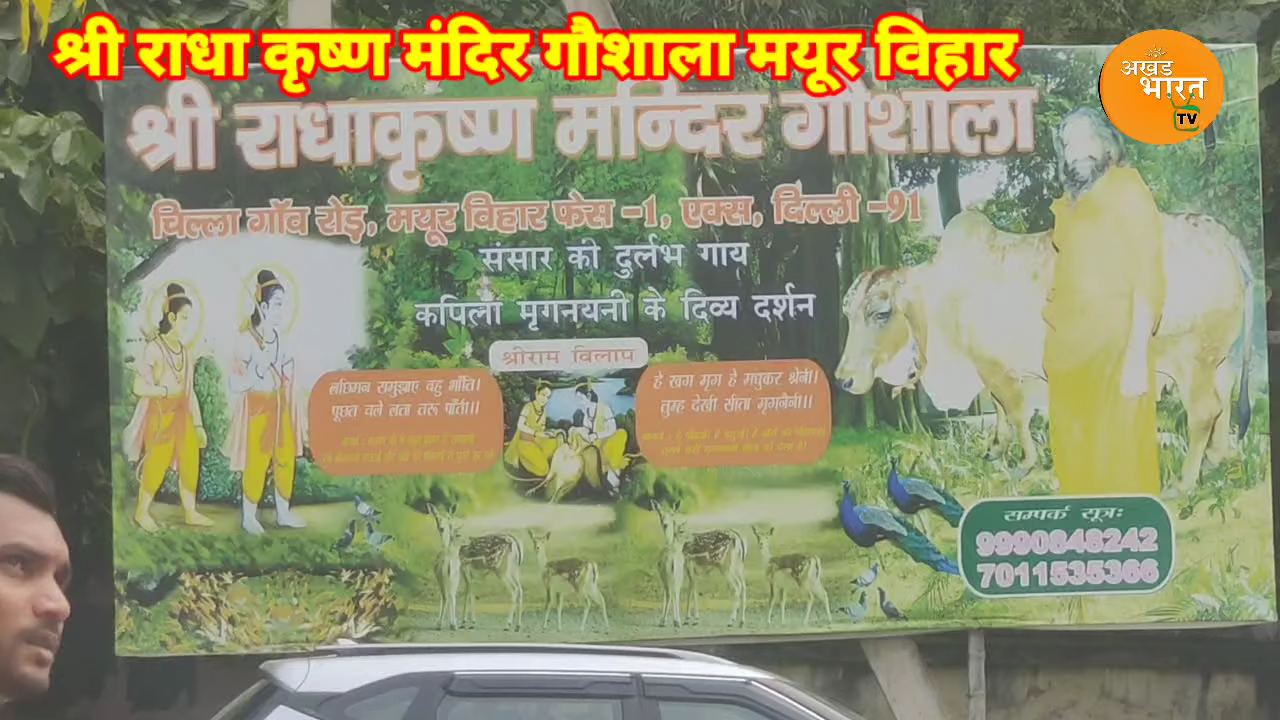 श्री राधा कृष्ण मंदिर गौशाला मयूर विहार
अखंड
भारत
TV
श्री राधाकृष्ण मन्दिर गौशाला
चिल्ला गाँव रोड़, मयूर विहार फेस -1, एक्स, दिल्ली -91
संसार की दुर्लभ गाय
कपिला मृगनयनी के दिव्य दर्शन
श्रीराम विलाप
लछिमन समुझाए बहु भाँति।
पूछत चले लता तरु पाँती।।
हे खग मृग हे मधुकर श्रेनी।।
तुम्ह देखी सीता मृगनैनी।।
सम्पर्क सूत्रः
9990848242
7011535366